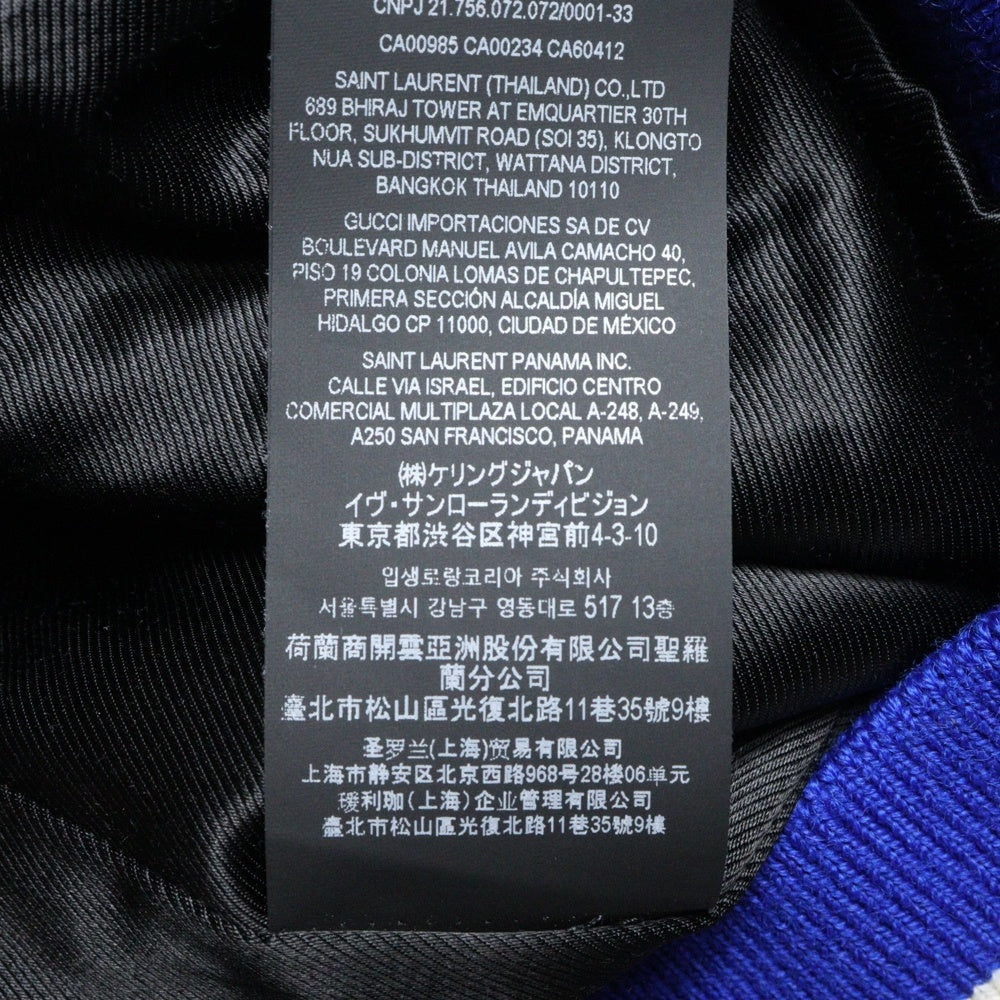 CNPJ 21.756.072.072/0001-33
CA00985 CA00234 CA60412
SAINT LAURENT (THAILAND) CO.,LTD
689 BHIRAJ TOWER AT EMQUARTIER 30TH
FLOOR, SUKHUMVIT ROAD (SOI 35), KLONGTO
NUA SUB-DISTRICT, WATTANA DISTRICT,
BANGKOK THAILAND 10110
GUCCI IMPORTACIONES SA DE CV
BOULEVARD MANUEL AVILA CAMACHO 40,
PISO 19 COLONIA LOMAS DE CHAPULTEPEC,
PRIMERA SECCIÓN ALCALDÍA MIGUEL
HIDALGO CP 11000, CIUDAD DE MÉXICO
SAINT LAURENT PANAMA INC.
CALLE VIA ISRAEL, EDIFICIO CENTRO
COMERCIAL MULTIPLAZA LOCAL A-248, A-249,
A250 SAN FRANCISCO, PANAMA
(株)ケリングジャパン
イヴ・サンローランディビジョン
東京都渋谷区神宮前4-3-10
입생로랑코리아 주식회사
서울특별시 강남구 영동대로 517 13층
荷蘭商開雲亞洲股份有限公司聖羅
蘭分公司
臺北市松山區光復北路11巷35號9樓
圣罗兰(上海)贸易有限公司
上海市静安区北京西路968号28楼06单元
瑷利珈(上海)企业管理有限公司
臺北市松山區光復北路11巷35號9樓